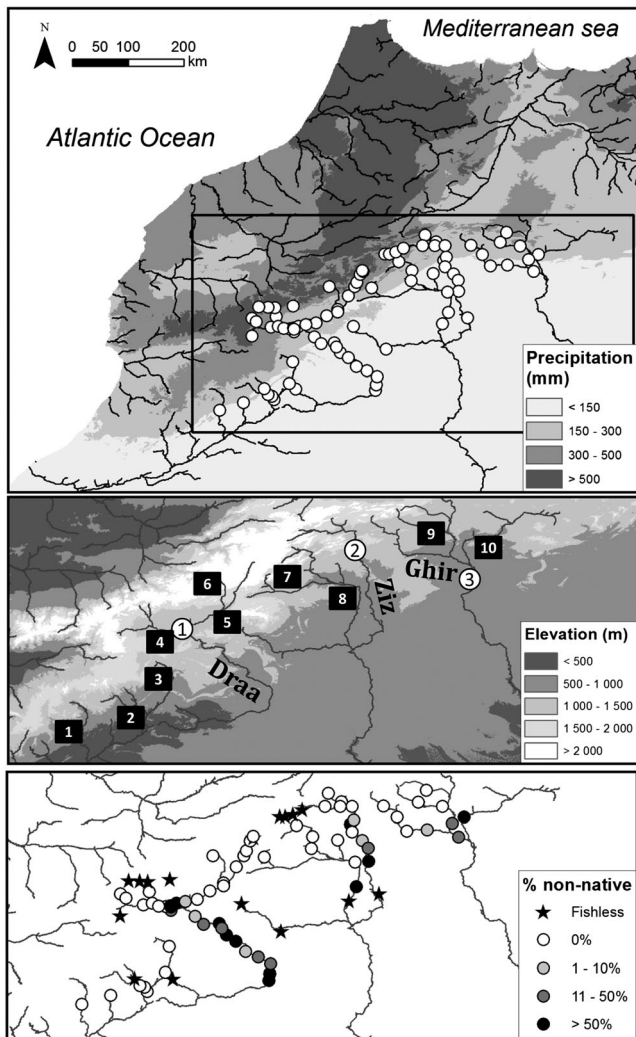 Mediterranean sea
N
0 50 100 200
km
Atlantic Ocean
Precipitation
(mm)
< 150
150 - 300
300 - 500
> 500
2
9
10
6
7
Ghir
3
8
Ziz
1
5
4
3
Draa
2
1
Elevation (m)
< 500
500 - 1 000
1 000 - 1 500
1 500 - 2 000
> 2 000
% non-native
Fishless
0%
1 - 10%
11 - 50%
> 50%